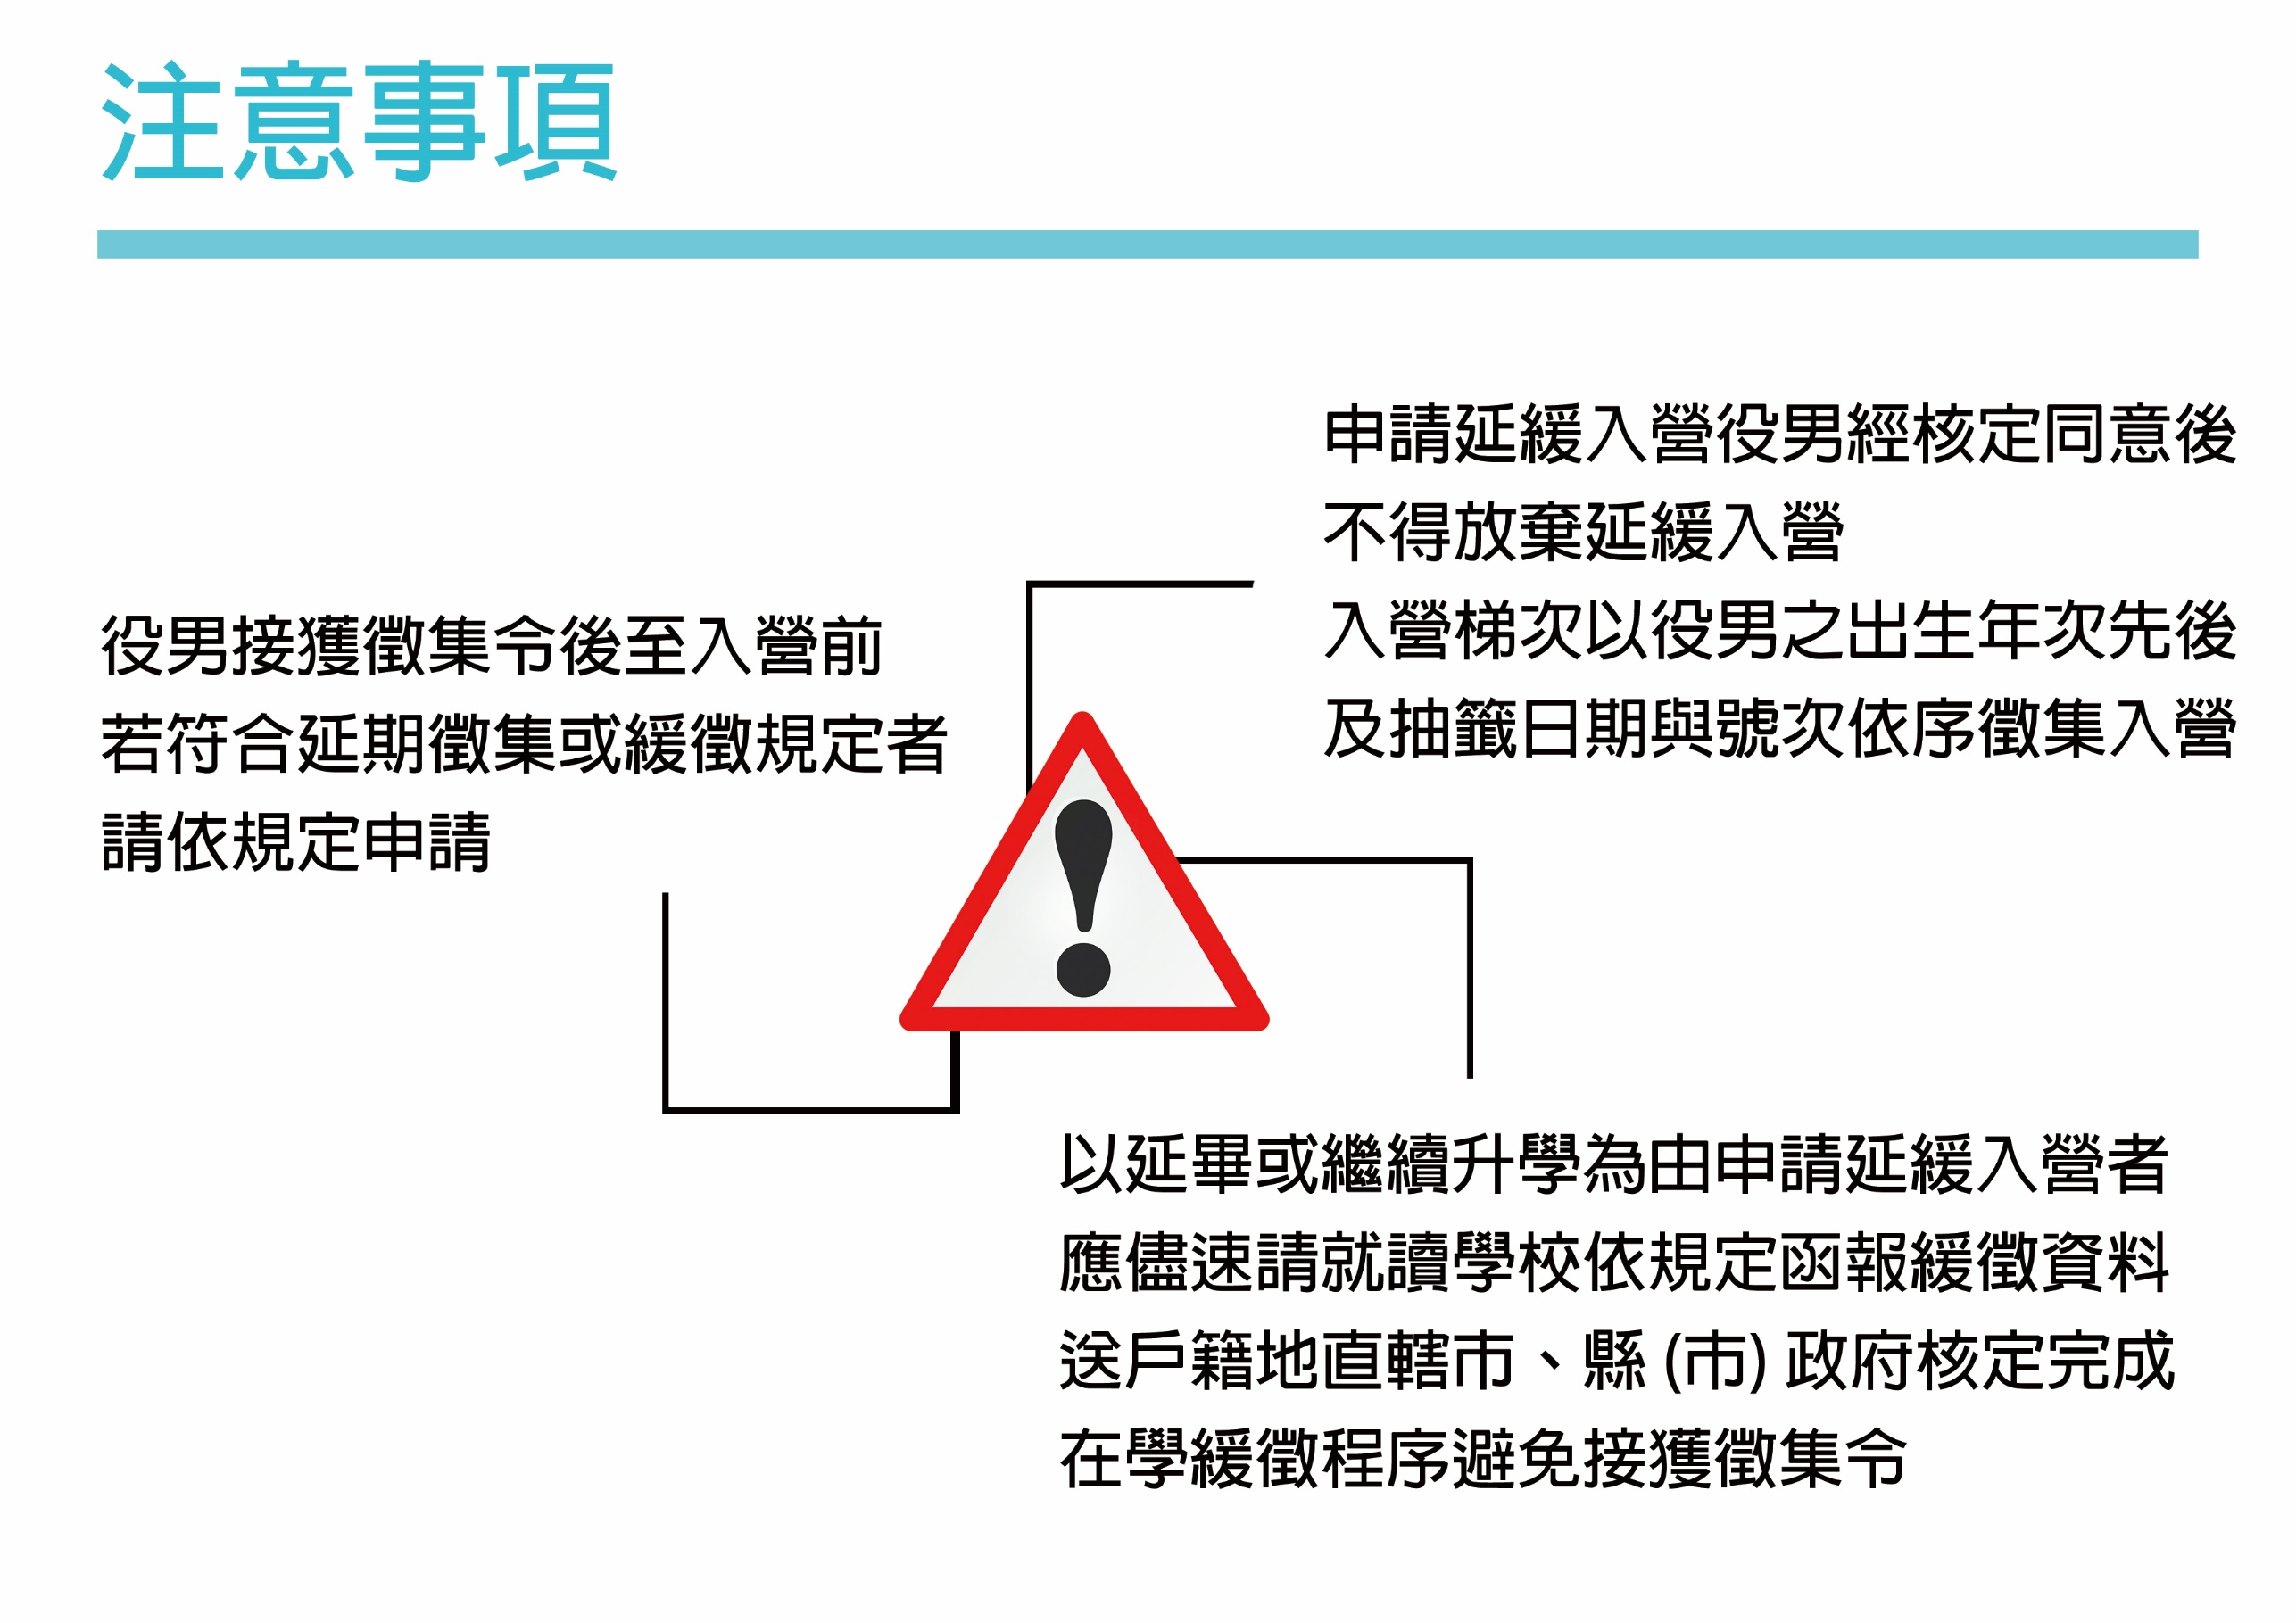 注意事項
役男接獲徵集令後至入營前
若符合延期徵集或緩徵規定者
請依規定申請
申請延緩入營役男經核定同意後
不得放棄延緩入營
入營梯次以役男之出生年次先後
及抽籤日期與號次依序徵集入營
以延畢或繼續升學為由申請延緩入營者
應儘速請就讀學校依規定函報緩徵資料
送戶籍地直轄市、縣(市)政府核定完成
在學緩徵程序避免接獲徵集令